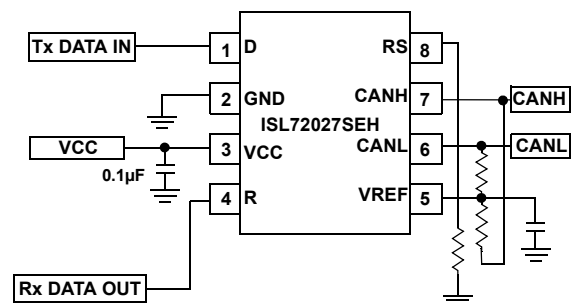 Tx DATA IN
1 D
RS 8
2 GND
CANH 7
CANH
ISL72027SEH
VCC
3 VCC
CANL 6
CANL
0.1µF
4 R
VREF 5
Rx DATA OUT